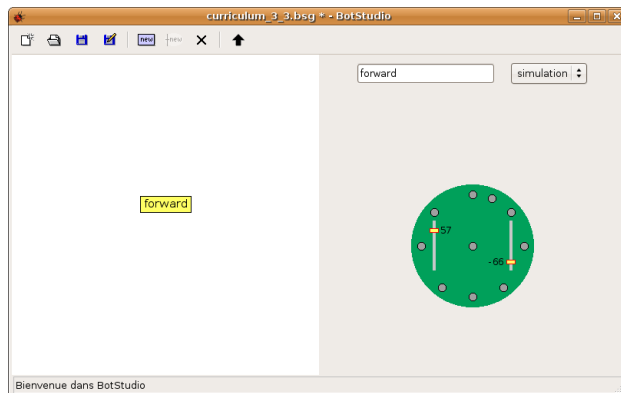 curriculum_3_3.bsg * - BotStudio
new
new
forward
simulation
forward
57
-66
Bienvenue dans BotStudio